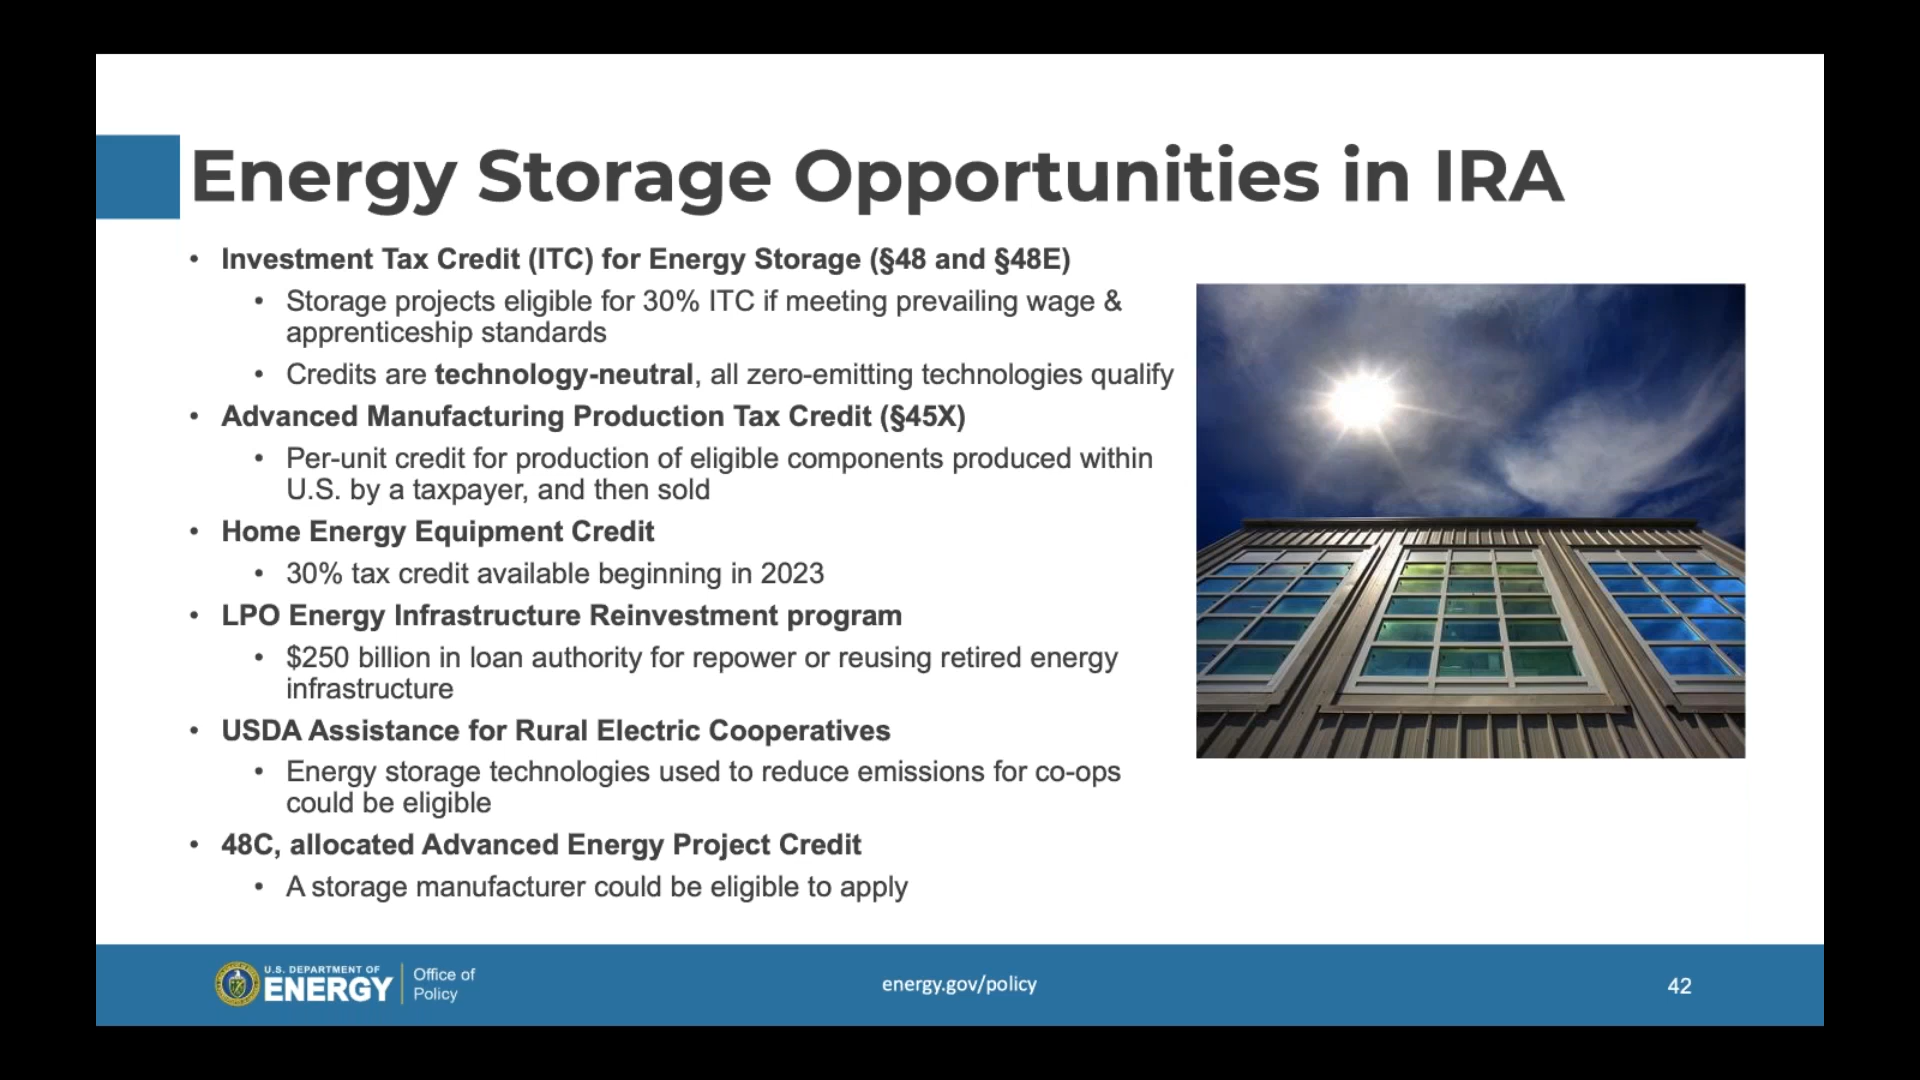 Energy Storage Opportunities in IRA
• Investment Tax Credit (ITC) for Energy Storage (§48 and §48E)
• Storage projects eligible for 30% ITC if meeting prevailing wage &
apprenticeship standards
• Credits are technology-neutral, all zero-emitting technologies qualify
• Advanced Manufacturing Production Tax Credit (§45X)
• Per-unit credit for production of eligible components produced within
U.S. by a taxpayer, and then sold
• Home Energy Equipment Credit
• 30% tax credit available beginning in 2023
• LPO Energy Infrastructure Reinvestment program
• $250 billion in loan authority for repower or reusing retired energy
infrastructure
• USDA Assistance for Rural Electric Cooperatives
• Energy storage technologies used to reduce emissions for co-ops
could be eligible
• 48C, allocated Advanced Energy Project Credit
• A storage manufacturer could be eligible to apply
U.S. DEPARTMENT OF
ENERGY
Office of
Policy
energy.gov/policy
42